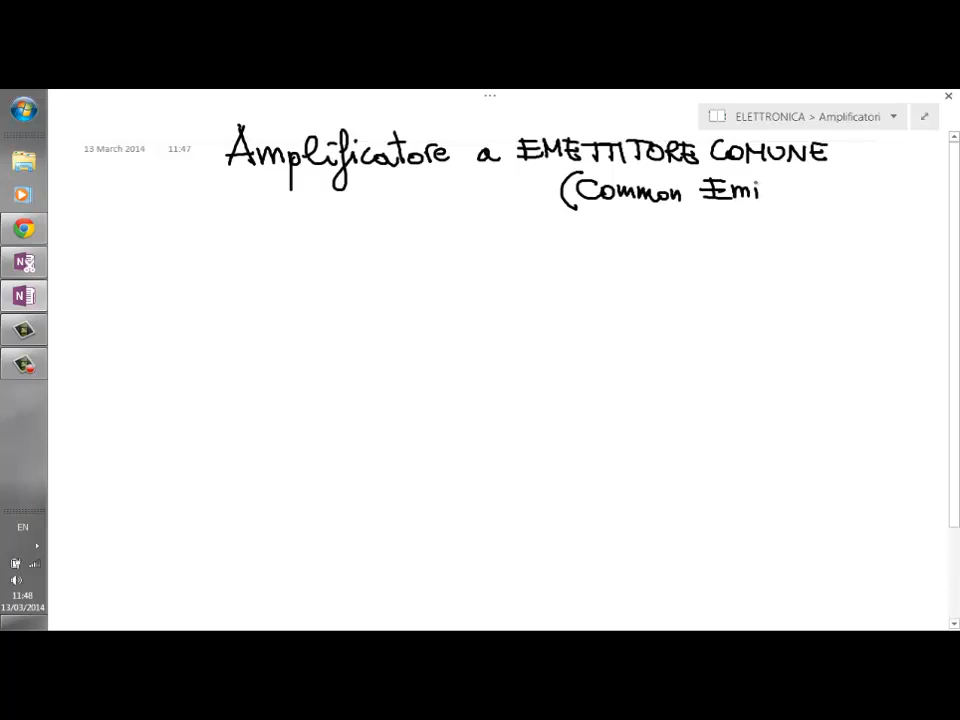 ...
ELETTRONICA > Amplificatori
13 March 2014 11:47
Amplificatore a EMETTITORE COMUNE
(Common Emi
EN
11:48
13/03/2014